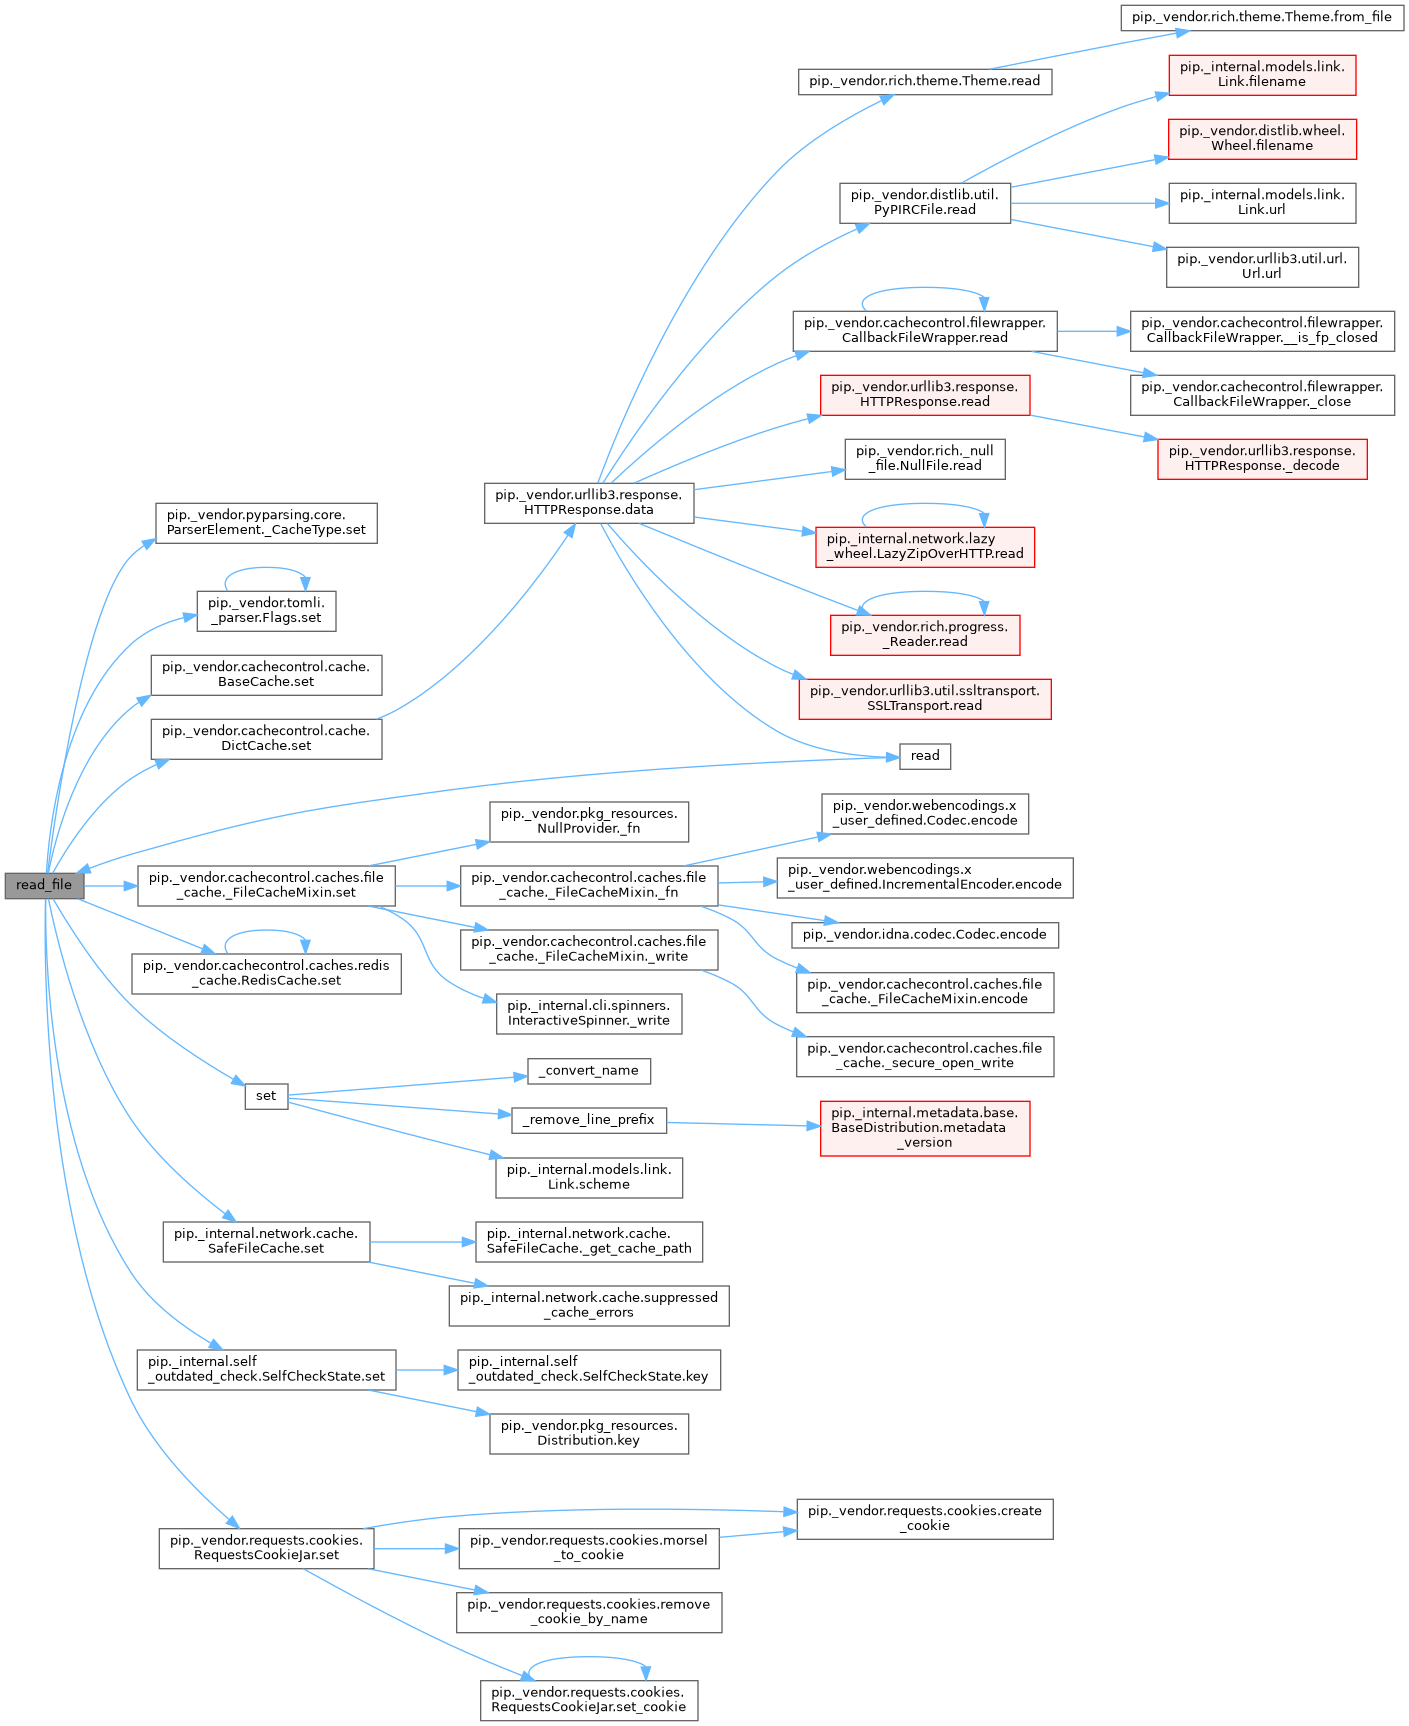 pip._vendor.rich.theme.Theme.from_file
pip._internal.models.link.
Link.filename
pip._vendor.rich.theme.Theme.read
pip._vendor.distlib.wheel.
Wheel.filename
pip._vendor.distlib.util.
PyPIRCFile.read
pip._internal.models.link.
Link.url
pip._vendor.urllib3.util.url.
Url.url
pip._vendor.cachecontrol.filewrapper.
CallbackFileWrapper.read
pip._vendor.cachecontrol.filewrapper.
CallbackFileWrapper.__is_fp_closed
pip._vendor.urllib3.response.
HTTPResponse.read
pip._vendor.cachecontrol.filewrapper.
CallbackFileWrapper._close
pip._vendor.rich._null
_file.NullFile.read
pip._vendor.urllib3.response.
HTTPResponse._decode
pip._vendor.urllib3.response.
HTTPResponse.data
pip._vendor.pyparsing.core.
ParserElement._CacheType.set
pip._internal.network.lazy
_wheel.LazyZipOverHTTP.read
pip._vendor.tomli.
_parser.Flags.set
pip._vendor.rich.progress.
_Reader.read
pip._vendor.cachecontrol.cache.
BaseCache.set
pip._vendor.urllib3.util.ssltransport.
SSLTransport.read
pip._vendor.cachecontrol.cache.
DictCache.set
read
pip._vendor.pkg_resources.
NullProvider._fn
pip._vendor.webencodings.x
_user_defined.Codec.encode
read_file
pip._vendor.cachecontrol.caches.file
_cache._FileCacheMixin.set
pip._vendor.cachecontrol.caches.file
_cache._FileCacheMixin._fn
pip._vendor.webencodings.x
_user_defined.IncrementalEncoder.encode
pip._vendor.cachecontrol.caches.file
_cache._FileCacheMixin._write
pip._vendor.idna.codec.Codec.encode
pip._vendor.cachecontrol.caches.redis
_cache.RedisCache.set
pip._vendor.cachecontrol.caches.file
_cache._FileCacheMixin.encode
pip._internal.cli.spinners.
InteractiveSpinner._write
pip._vendor.cachecontrol.caches.file
_cache._secure_open_write
set
_convert_name
_remove_line_prefix
pip._internal.metadata.base.
BaseDistribution.metadata
_version
pip._internal.models.link.
Link.scheme
pip._internal.network.cache.
SafeFileCache.set
pip._internal.network.cache.
SafeFileCache._get_cache_path
pip._internal.network.cache.suppressed
_cache_errors
pip._internal.self
_outdated_check.SelfCheckState.set
pip._internal.self
_outdated_check.SelfCheckState.key
pip._vendor.pkg_resources.
Distribution.key
pip._vendor.requests.cookies.create
_cookie
pip._vendor.requests.cookies.
RequestsCookieJar.set
pip._vendor.requests.cookies.morsel
_to_cookie
pip._vendor.requests.cookies.remove
_cookie_by_name
pip._vendor.requests.cookies.
RequestsCookieJar.set_cookie